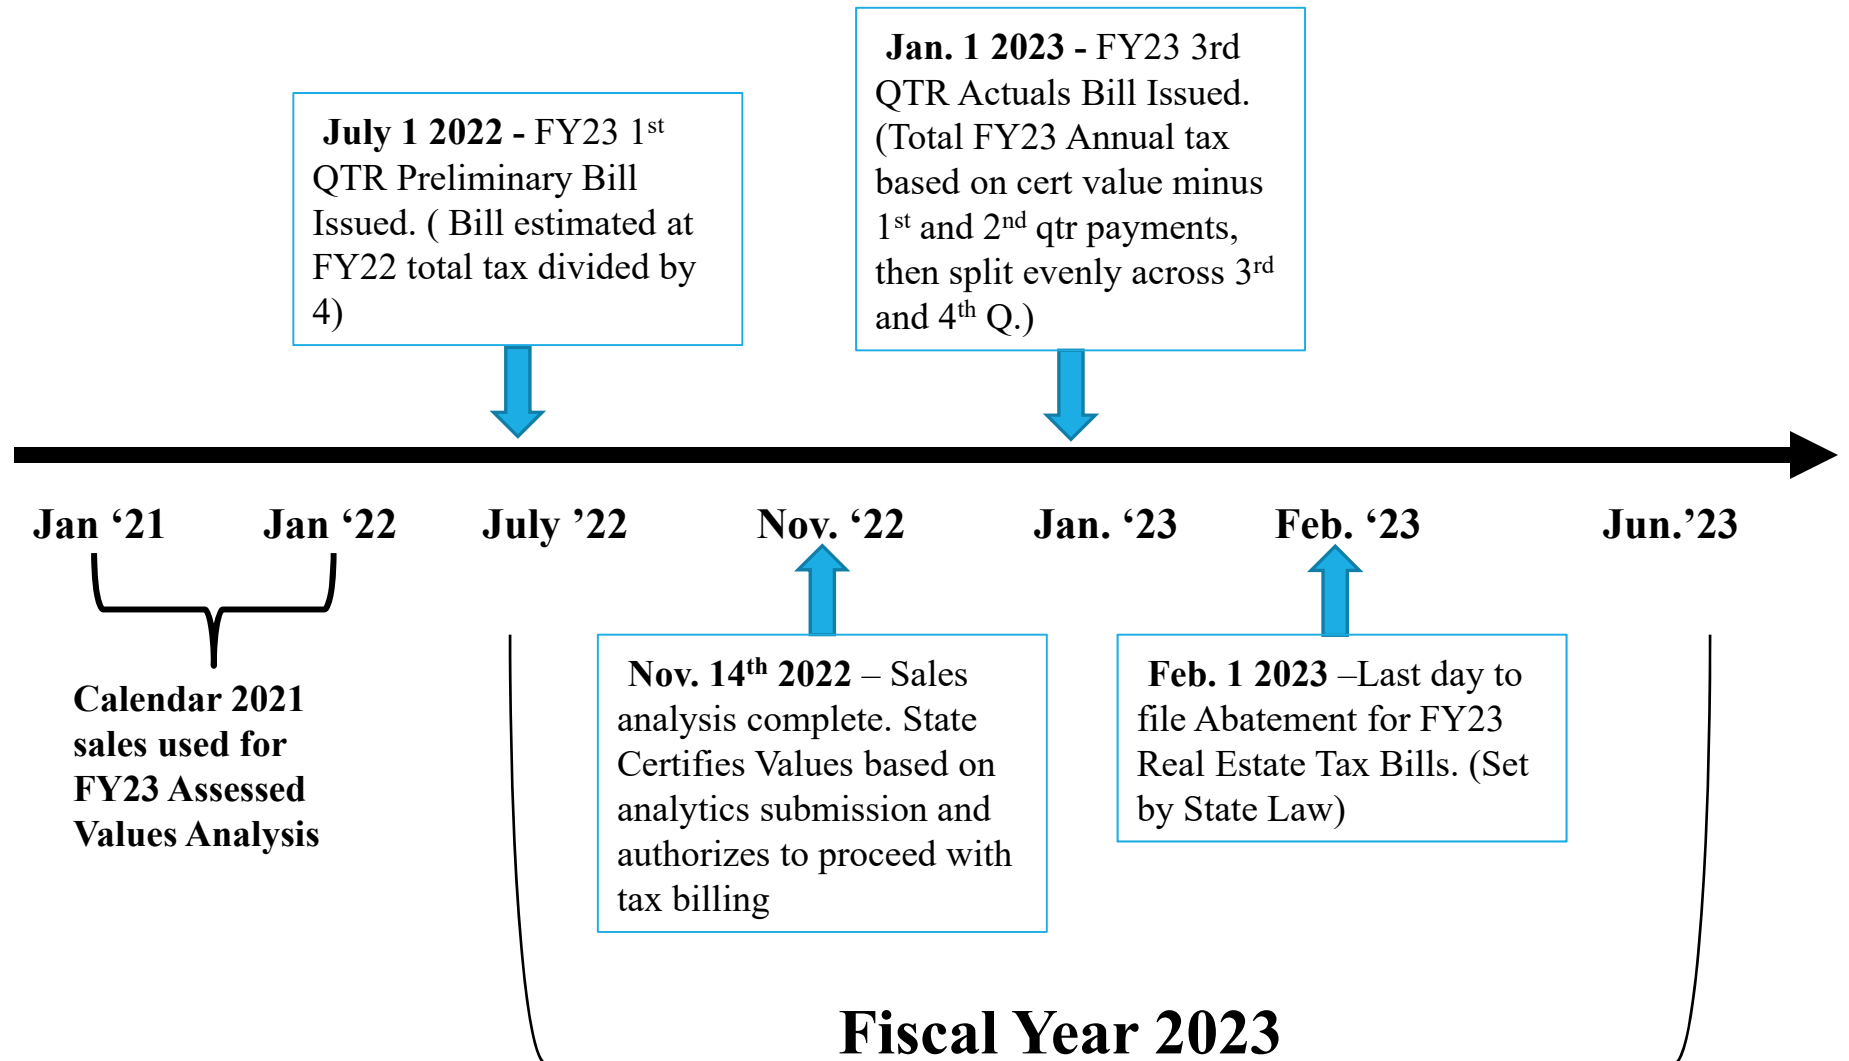 July 1 2022 - FY23 1st
QTR Preliminary Bill
Issued. ( Bill estimated at
FY22 total tax divided by
4)
Jan. 1 2023 - FY23 3rd
QTR Actuals Bill Issued.
(Total FY23 Annual tax
based on cert value minus
1st and 2nd qtr payments,
then split evenly across 3rd
and 4th Q.)
Jan ‘21
Jan ‘22
July ’22
Nov. ‘22
Jan. ‘23
Feb. ‘23
Jun.’23
Calendar 2021
sales used for
FY23 Assessed
Values Analysis
Nov. 14th 2022 – Sales
analysis complete. State
Certifies Values based on
analytics submission and
authorizes to proceed with
tax billing
Feb. 1 2023 –Last day to
file Abatement for FY23
Real Estate Tax Bills. (Set
by State Law)
Fiscal Year 2023